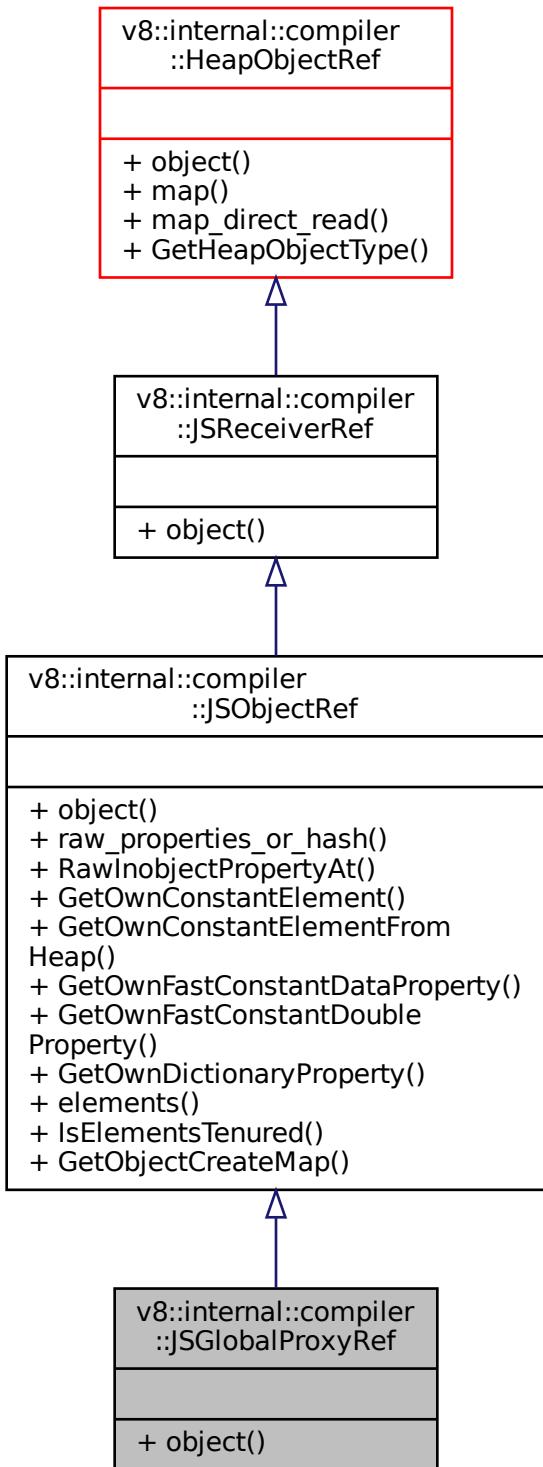 v8::internal::compiler
::HeapObjectRef
+ object()
+ map()
+ map_direct_read()
+ GetHeapObjectType()
v8::internal::compiler
::JSReceiverRef
+ object()
v8::internal::compiler
::JSObjectRef
+ object()
+ raw_properties_or_hash()
+ RawInobjectPropertyAt()
+ GetOwnConstantElement()
+ GetOwnConstantElementFrom
Heap()
+ GetOwnFastConstantDataProperty()
+ GetOwnFastConstantDouble
Property()
+ GetOwnDictionaryProperty()
+ elements()
+ IsElementsTenured()
+ GetObjectCreateMap()
v8::internal::compiler
::JSGlobalProxyRef
+ object()